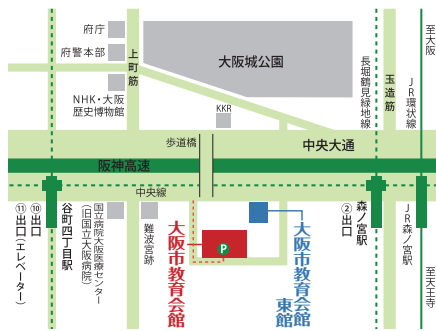 府庁
府警本部
NHK・大阪
歴史博物館
上町筋
大阪城公園
KKR
歩道橋
長堀鶴見緑地線
玉造筋
JR環状線
至大阪
中央大通
阪神高速
中央線
⑪出口(エレベーター)
⑩出口
谷町四丁目駅
国立病院大阪医療センター
(旧国立大阪病院)
難波宮跡
大阪市教育会館
P
大阪市教育会館
東館
②出口
森ノ宮駅
JR森ノ宮駅
至天王寺